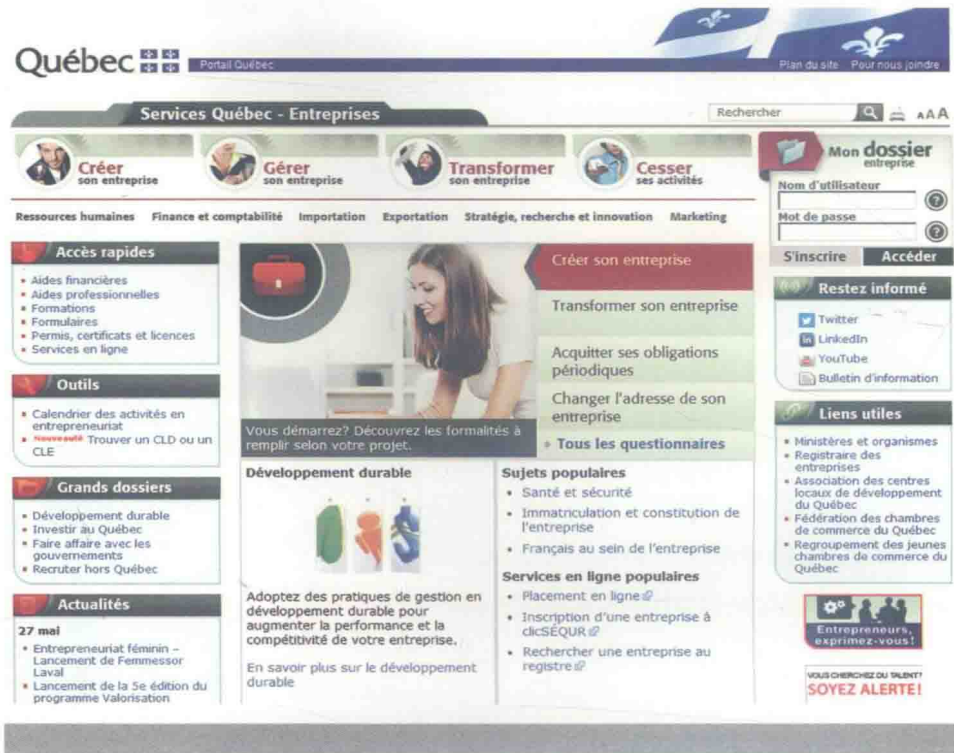 Québec
Portail Québec
Plan du site Pour nous joindre
Services Québec - Entreprises
Rechercher
A A A
Créer
son entreprise
Gérer
son entreprise
Transformer
son entreprise
Cesser
ses activités
Mon dossier
entreprise
Nom d'utilisateur
?
Mot de passe
?
S'inscrire Accéder
Ressources humaines Finance et comptabilité Importation Exportation Stratégie, recherche et innovation Marketing
Accès rapides
Aides financières
Aides professionnelles
Formations
Formulaires
Permis, certificats et licences
Services en ligne
Outils
Calendrier des activités en
entrepreneuriat
Nouveauté Trouver un CLD ou un
CLE
Grands dossiers
Développement durable
Investir au Québec
Faire affaire avec les
gouvernements
Recruter hors Québec
Actualités
27 mai
Entrepreneuriat féminin –
Lancement de Femmessor
Laval
Lancement de la 5e édition du
programme Valorisation
Vous démarrez? Découvrez les formalités à
remplir selon votre projet.
Créer son entreprise
Transformer son entreprise
Acquitter ses obligations
périodiques
Changer l'adresse de son
entreprise
Tous les questionnaires
Développement durable
Adoptez des pratiques de gestion en
développement durable pour
augmenter la performance et la
compétitivité de votre entreprise.
En savoir plus sur le développement
durable
Sujets populaires
Santé et sécurité
Immatriculation et constitution de
l'entreprise
Français au sein de l'entreprise
Services en ligne populaires
Placement en ligne
Inscription d'une entreprise à
clicSÉQUR
Rechercher une entreprise au
registre
Restez informé
Twitter
LinkedIn
YouTube
Bulletin d'information
Liens utiles
Ministères et organismes
Registraire des
entreprises
Association des centres
locaux de développement
du Québec
Fédération des chambres
de commerce du Québec
Regroupement des jeunes
chambres de commerce du
Québec
Entrepreneurs,
exprimez-vous!
VOUS CHERCHEZ DU TALENT?
SOYEZ ALERTE!